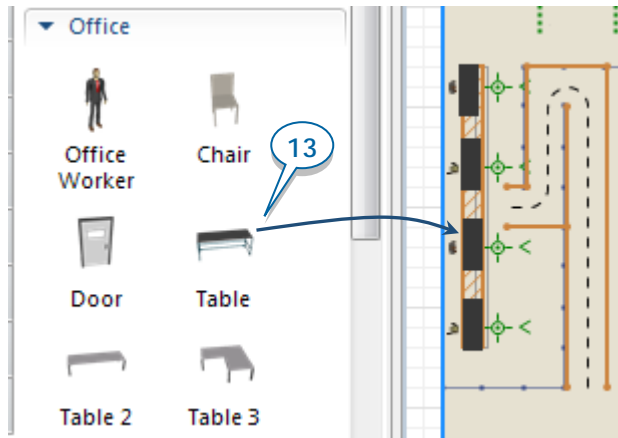 Office
Office
Worker
Chair
13
Door
Table
Table 2
Table 3